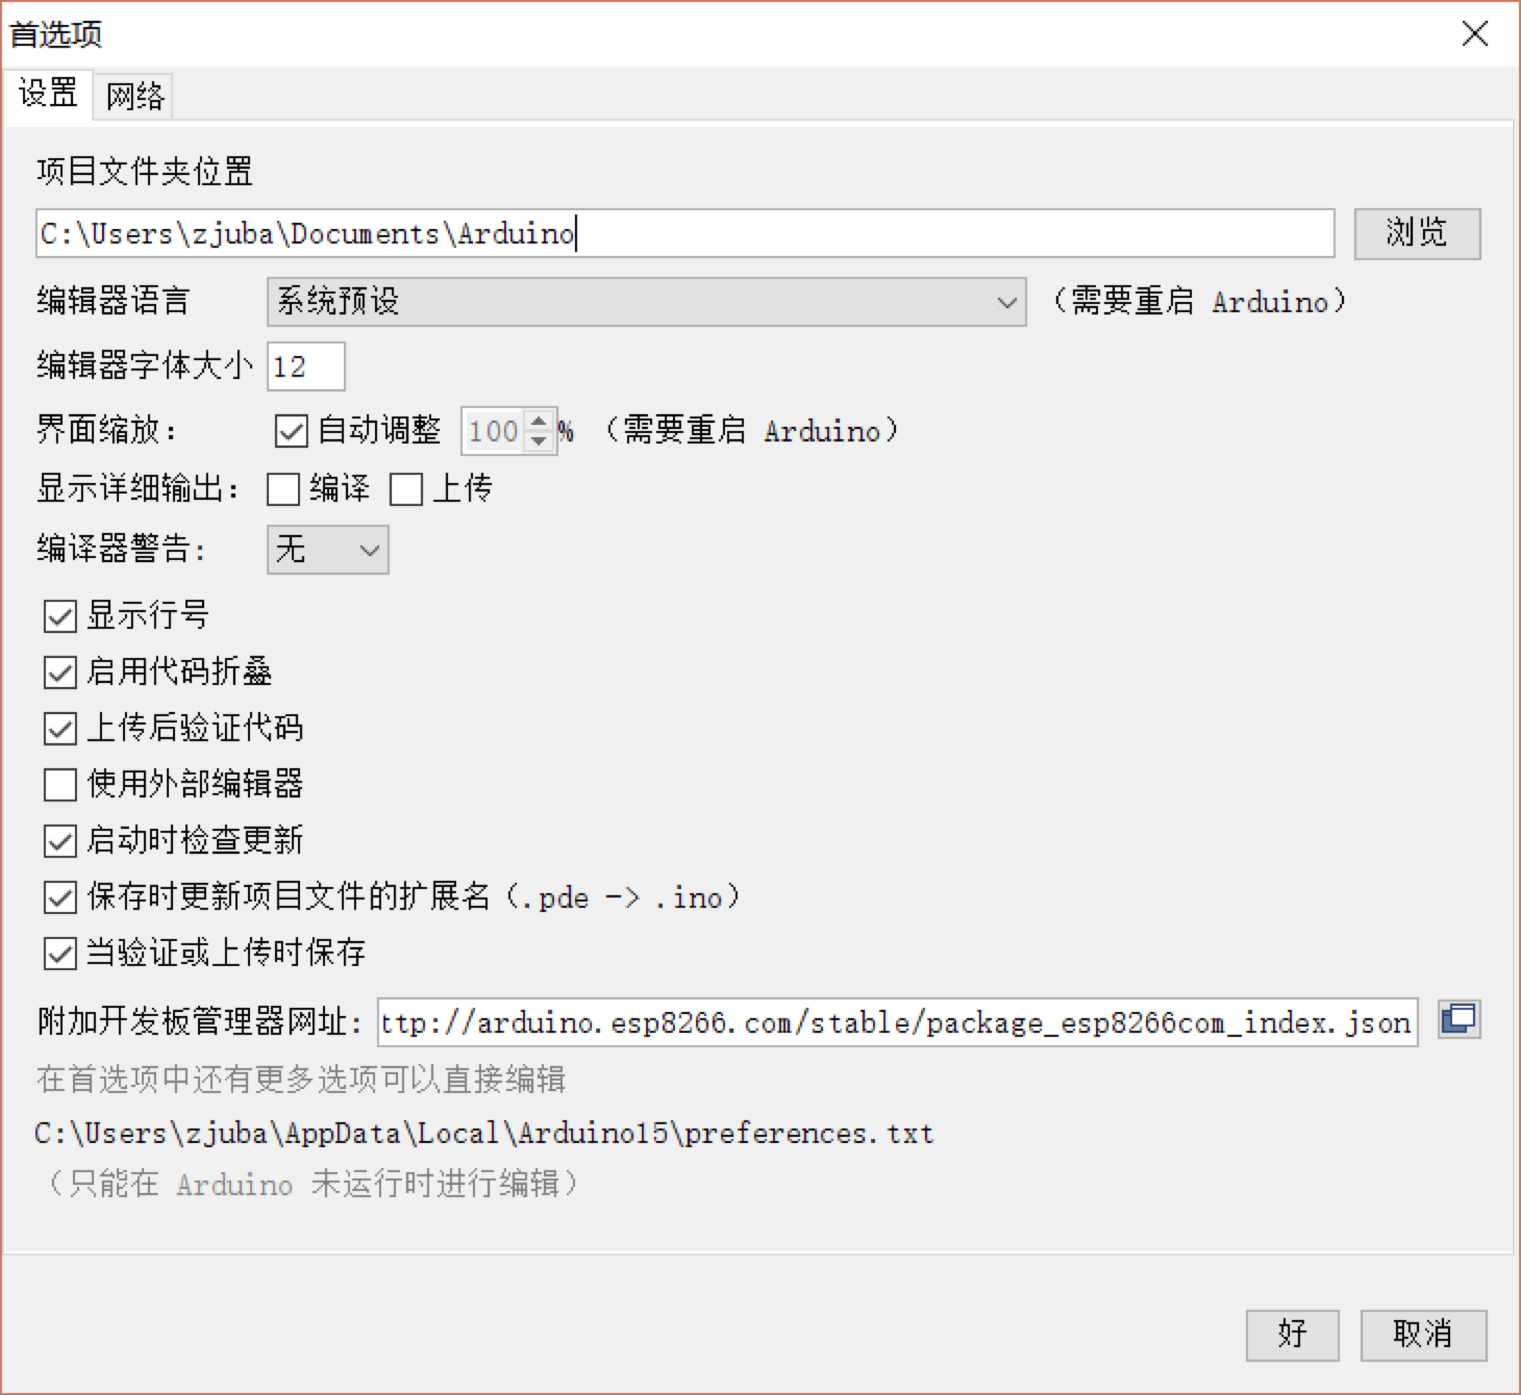 首选项
设置 网络
项目文件夹位置
C:\Users\zjuba\Documents\Arduino 浏览
编辑器语言 系统预设 （需要重启 Arduino）
编辑器字体大小 12
界面缩放： 自动调整 100 % （需要重启 Arduino）
显示详细输出： 编译 上传
编译器警告： 无
显示行号
启用代码折叠
上传后验证代码
使用外部编辑器
启动时检查更新
保存时更新项目文件的扩展名（.pde -> .ino）
当验证或上传时保存
附加开发板管理器网址： ttp://arduino.esp8266.com/stable/package_esp8266com_index.json
在首选项中还有更多选项可以直接编辑
C:\Users\zjuba\AppData\Local\Arduino15\preferences.txt
（只能在 Arduino 未运行时进行编辑）
好 取消